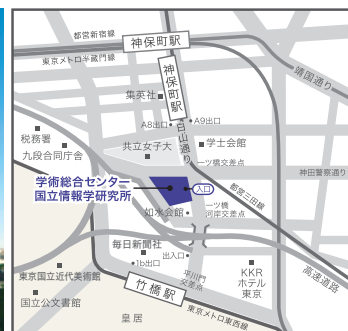 都営新宿線
神保町駅
東京メトロ半蔵門線
神保町駅
靖国通り
集英社
A8出口
A9出口
白山通り
税務署
九段合同庁舎
共立女子大
学士会館
一ツ橋交差点
神田警察通り
学術総合センター
国立情報学研究所
入口
都営三田線
如水会館
一ツ橋
河岸交差点
毎日新聞社
出入口
1b出口
平川門
交差点
東京国立近代美術館
竹橋駅
KKR
ホテル
東京
高速道路
国立公文書館
東京メトロ東西線
皇居